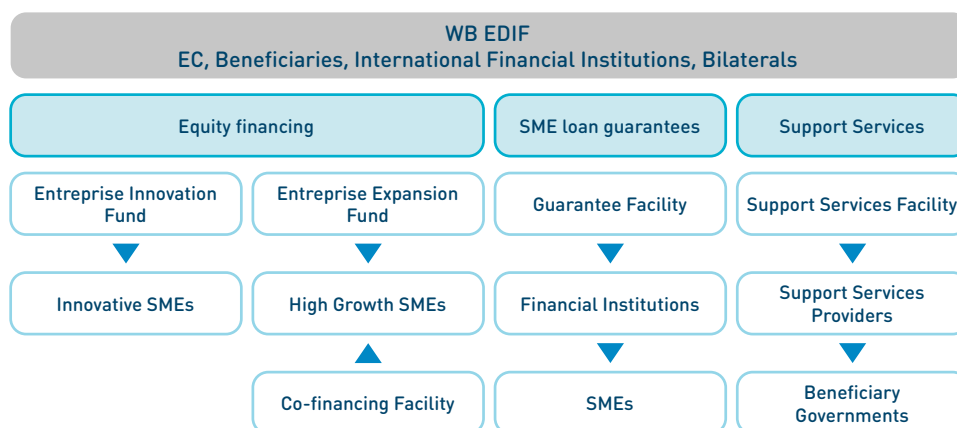 WB EDIF
EC, Beneficiaries, International Financial Institutions, Bilaterals
Equity financing
SME loan guarantees
Support Services
Entreprise Innovation
Fund
Entreprise Expansion
Fund
Guarantee Facility
Support Services Facility
Innovative SMEs
High Growth SMEs
Financial Institutions
Support Services
Providers
Co-financing Facility
SMEs
Beneficiary
Governments